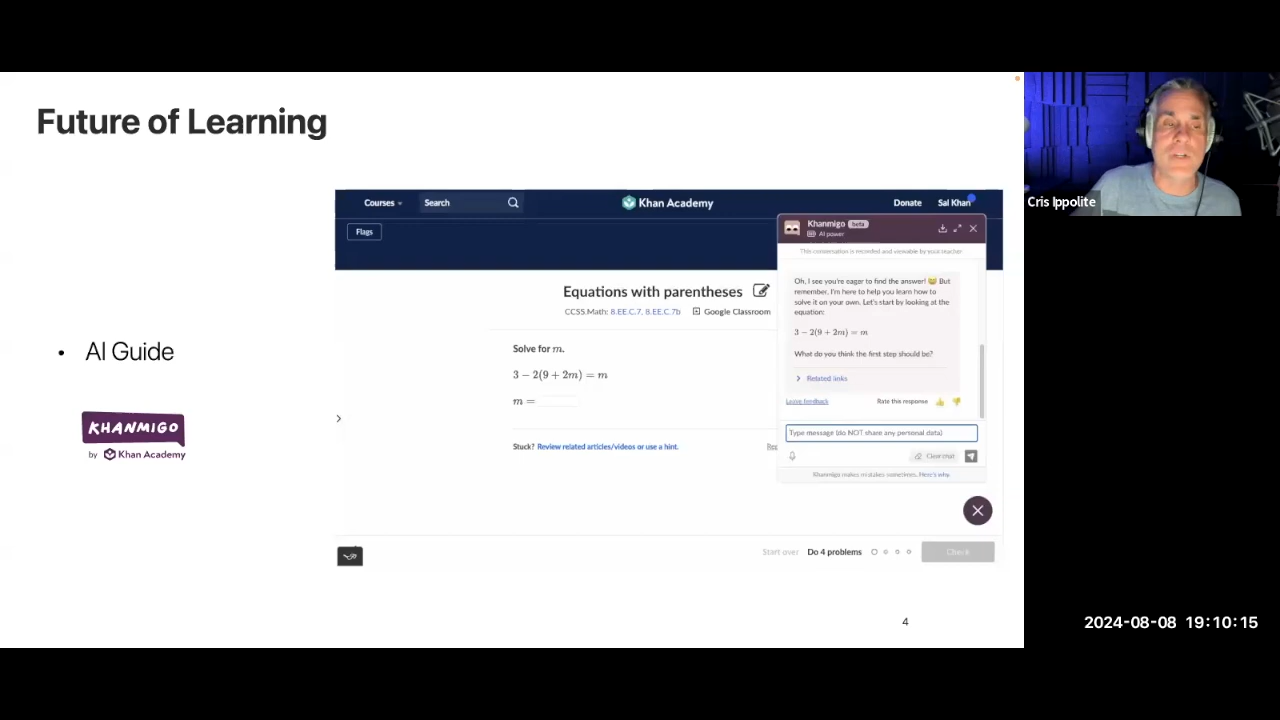 Future of Learning
• AI Guide
KHANMIGO
by Khan Academy
Courses
Search
Khan Academy
Donate
Sal Khan
Flags
Equations with parentheses
CCSS.Math: 8.EE.C.7, 8.EE.C.7b
Google Classroom
Solve for m.
3 − 2(9 + 2m) = m
m =
Stuck? Review related articles/videos or use a hint.
Khanmigo beta
AI power
This conversation is recorded and viewable by your teacher
Oh, I see you're eager to find the answer! 😸 But
remember, I'm here to help you learn how to
solve it on your own. Let's start by looking at the
equation:
3 − 2(9 + 2m) = m
What do you think the first step should be?
Related links
Leave feedback
Rate this response 👍 👎
Type message (do NOT share any personal data)
Clear chat
Khanmigo makes mistakes sometimes. Here's why.
Start over
Do 4 problems
Check
4
Cris Ippolite
2024-08-08 19:10:15